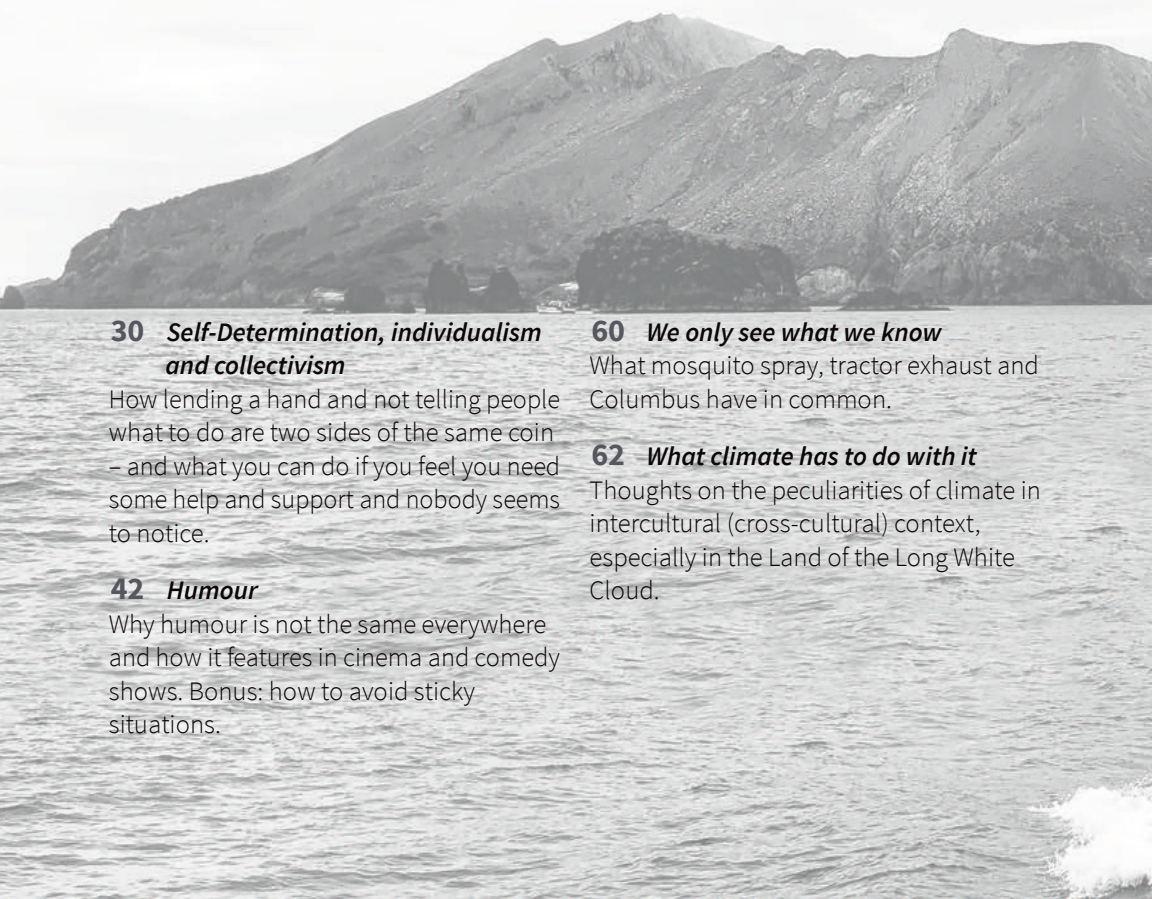 30 Self-Determination, individualism
and collectivism
How lending a hand and not telling people
what to do are two sides of the same coin
– and what you can do if you feel you need
some help and support and nobody seems
to notice.
42 Humour
Why humour is not the same everywhere
and how it features in cinema and comedy
shows. Bonus: how to avoid sticky
situations.
60 We only see what we know
What mosquito spray, tractor exhaust and
Columbus have in common.
62 What climate has to do with it
Thoughts on the peculiarities of climate in
intercultural (cross-cultural) context,
especially in the Land of the Long White
Cloud.